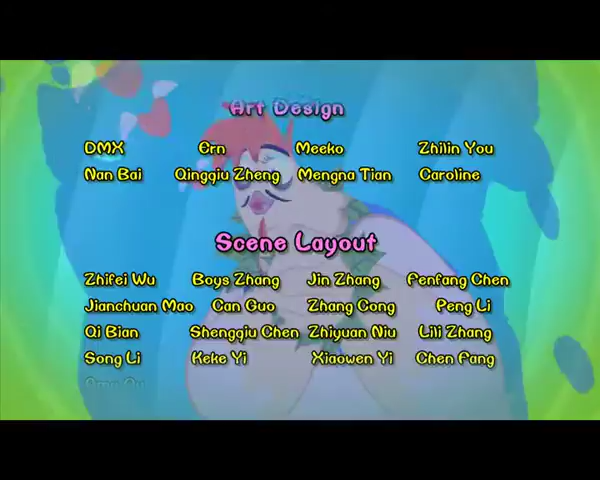 Art Design
DMX Ern Meeko Zhilin You
Nan Bai Qingqiu Zheng Mengna Tian Caroline
Scene Layout
Zhifei Wu Boys Zhang Jin Zhang Fenfang Chen
Jianchuan Mao Can Guo Zhang Cong Peng Li
Qi Bian Shengqiu Chen Zhiyuan Niu Lili Zhang
Song Li Keke Yi Xiaowen Yi Chen Fang